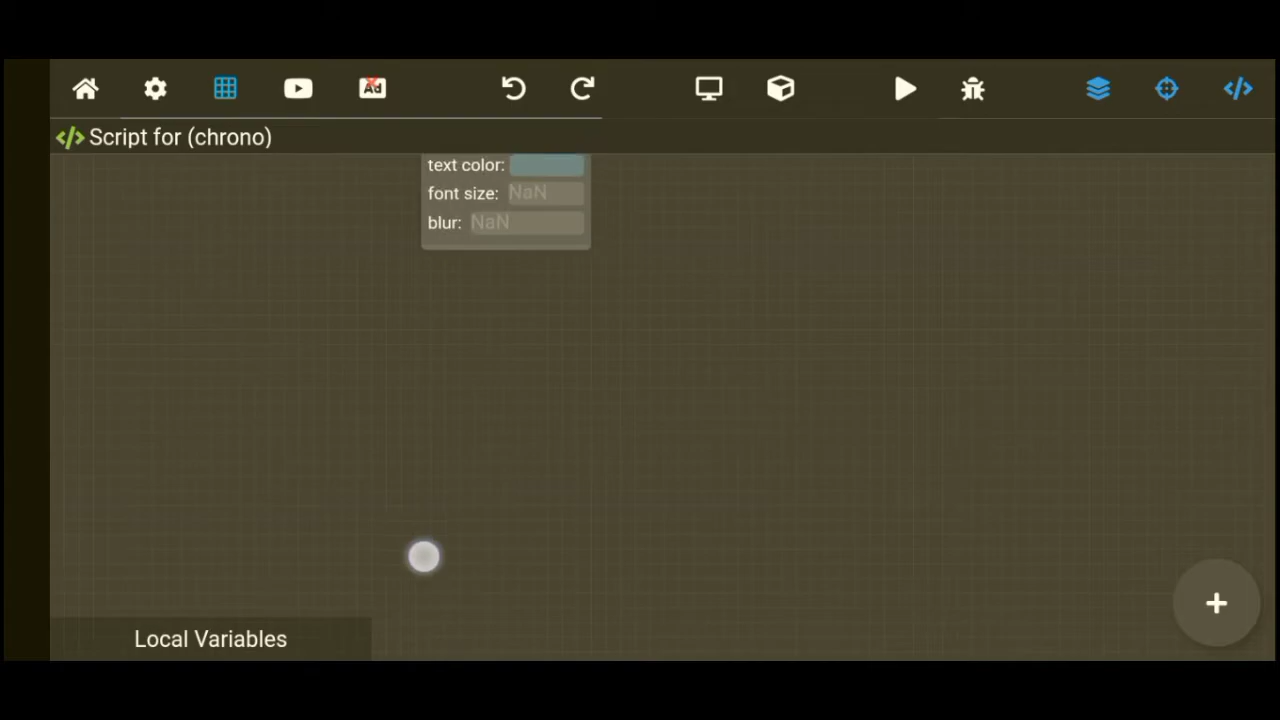 Ad
</> Script for (chrono)
text color:
font size: NaN
blur: NaN
+
Local Variables